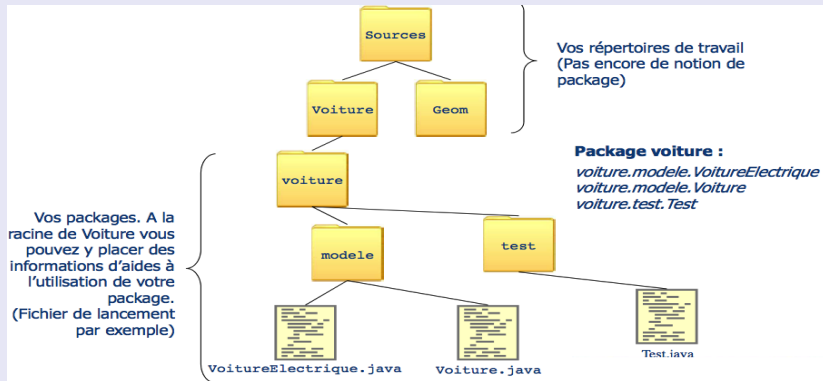 Sources
Vos répertoires de travail
(Pas encore de notion de
package)
Voiture
Geom
Package voiture :
voiture.modele.VoitureElectrique
voiture.modele.Voiture
voiture.test.Test
voiture
Vos packages. A la
racine de Voiture vous
pouvez y placer des
informations d'aides à
l'utilisation de votre
package.
(Fichier de lancement
par exemple)
modele
test
VoitureElectrique.java
Voiture.java
Test.java